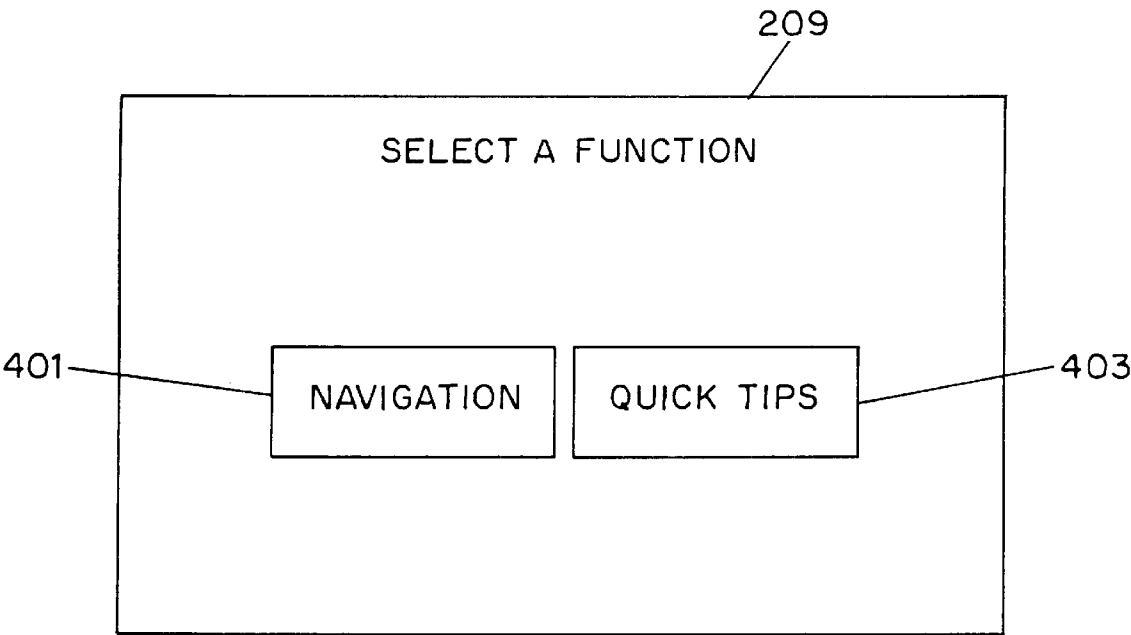 209
SELECT A FUNCTION
401
NAVIGATION
QUICK TIPS
403